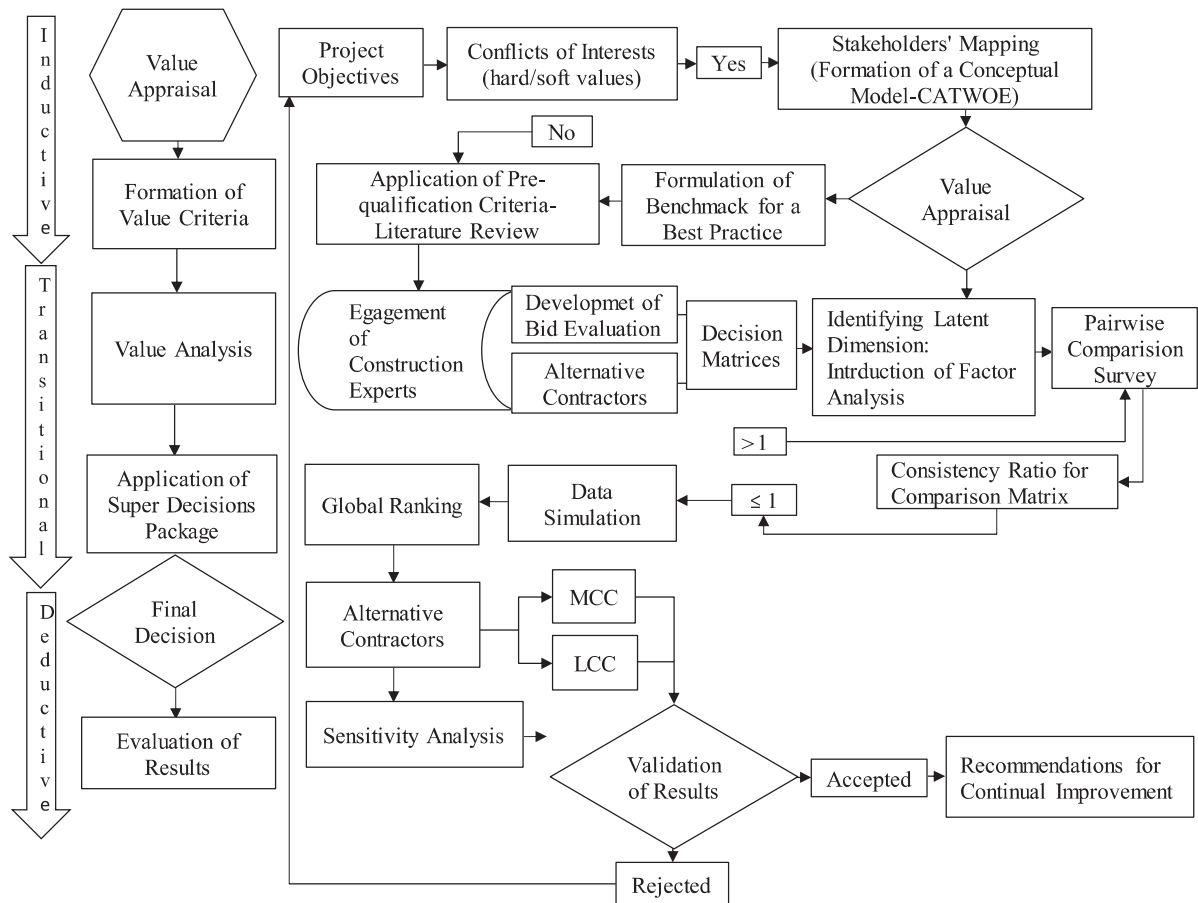 Inductive
Transitional
Deductive
Value
Appraisal
Formation of
Value Criteria
Value Analysis
Application of
Super Decisions
Package
Final
Decision
Evaluation of
Results
Project
Objectives
Conflicts of Interests
(hard/soft values)
Yes
Stakeholders' Mapping
(Formation of a Conceptual
Model-CATWOE)
No
Application of Pre-
qualification Criteria-
Literature Review
Formulation of
Benchmack for a
Best Practice
Value
Appraisal
Egagement
of
Construction
Experts
Developmet of
Bid Evaluation
Alternative
Contractors
Decision
Matrices
Identifying Latent
Dimension:
Intrduction of Factor
Analysis
Pairwise
Comparision
Survey
>1
Consistency Ratio for
Comparison Matrix
≤ 1
Data
Simulation
Global Ranking
Alternative
Contractors
MCC
LCC
Sensitivity Analysis
Validation
of Results
Accepted
Recommendations for
Continual Improvement
Rejected